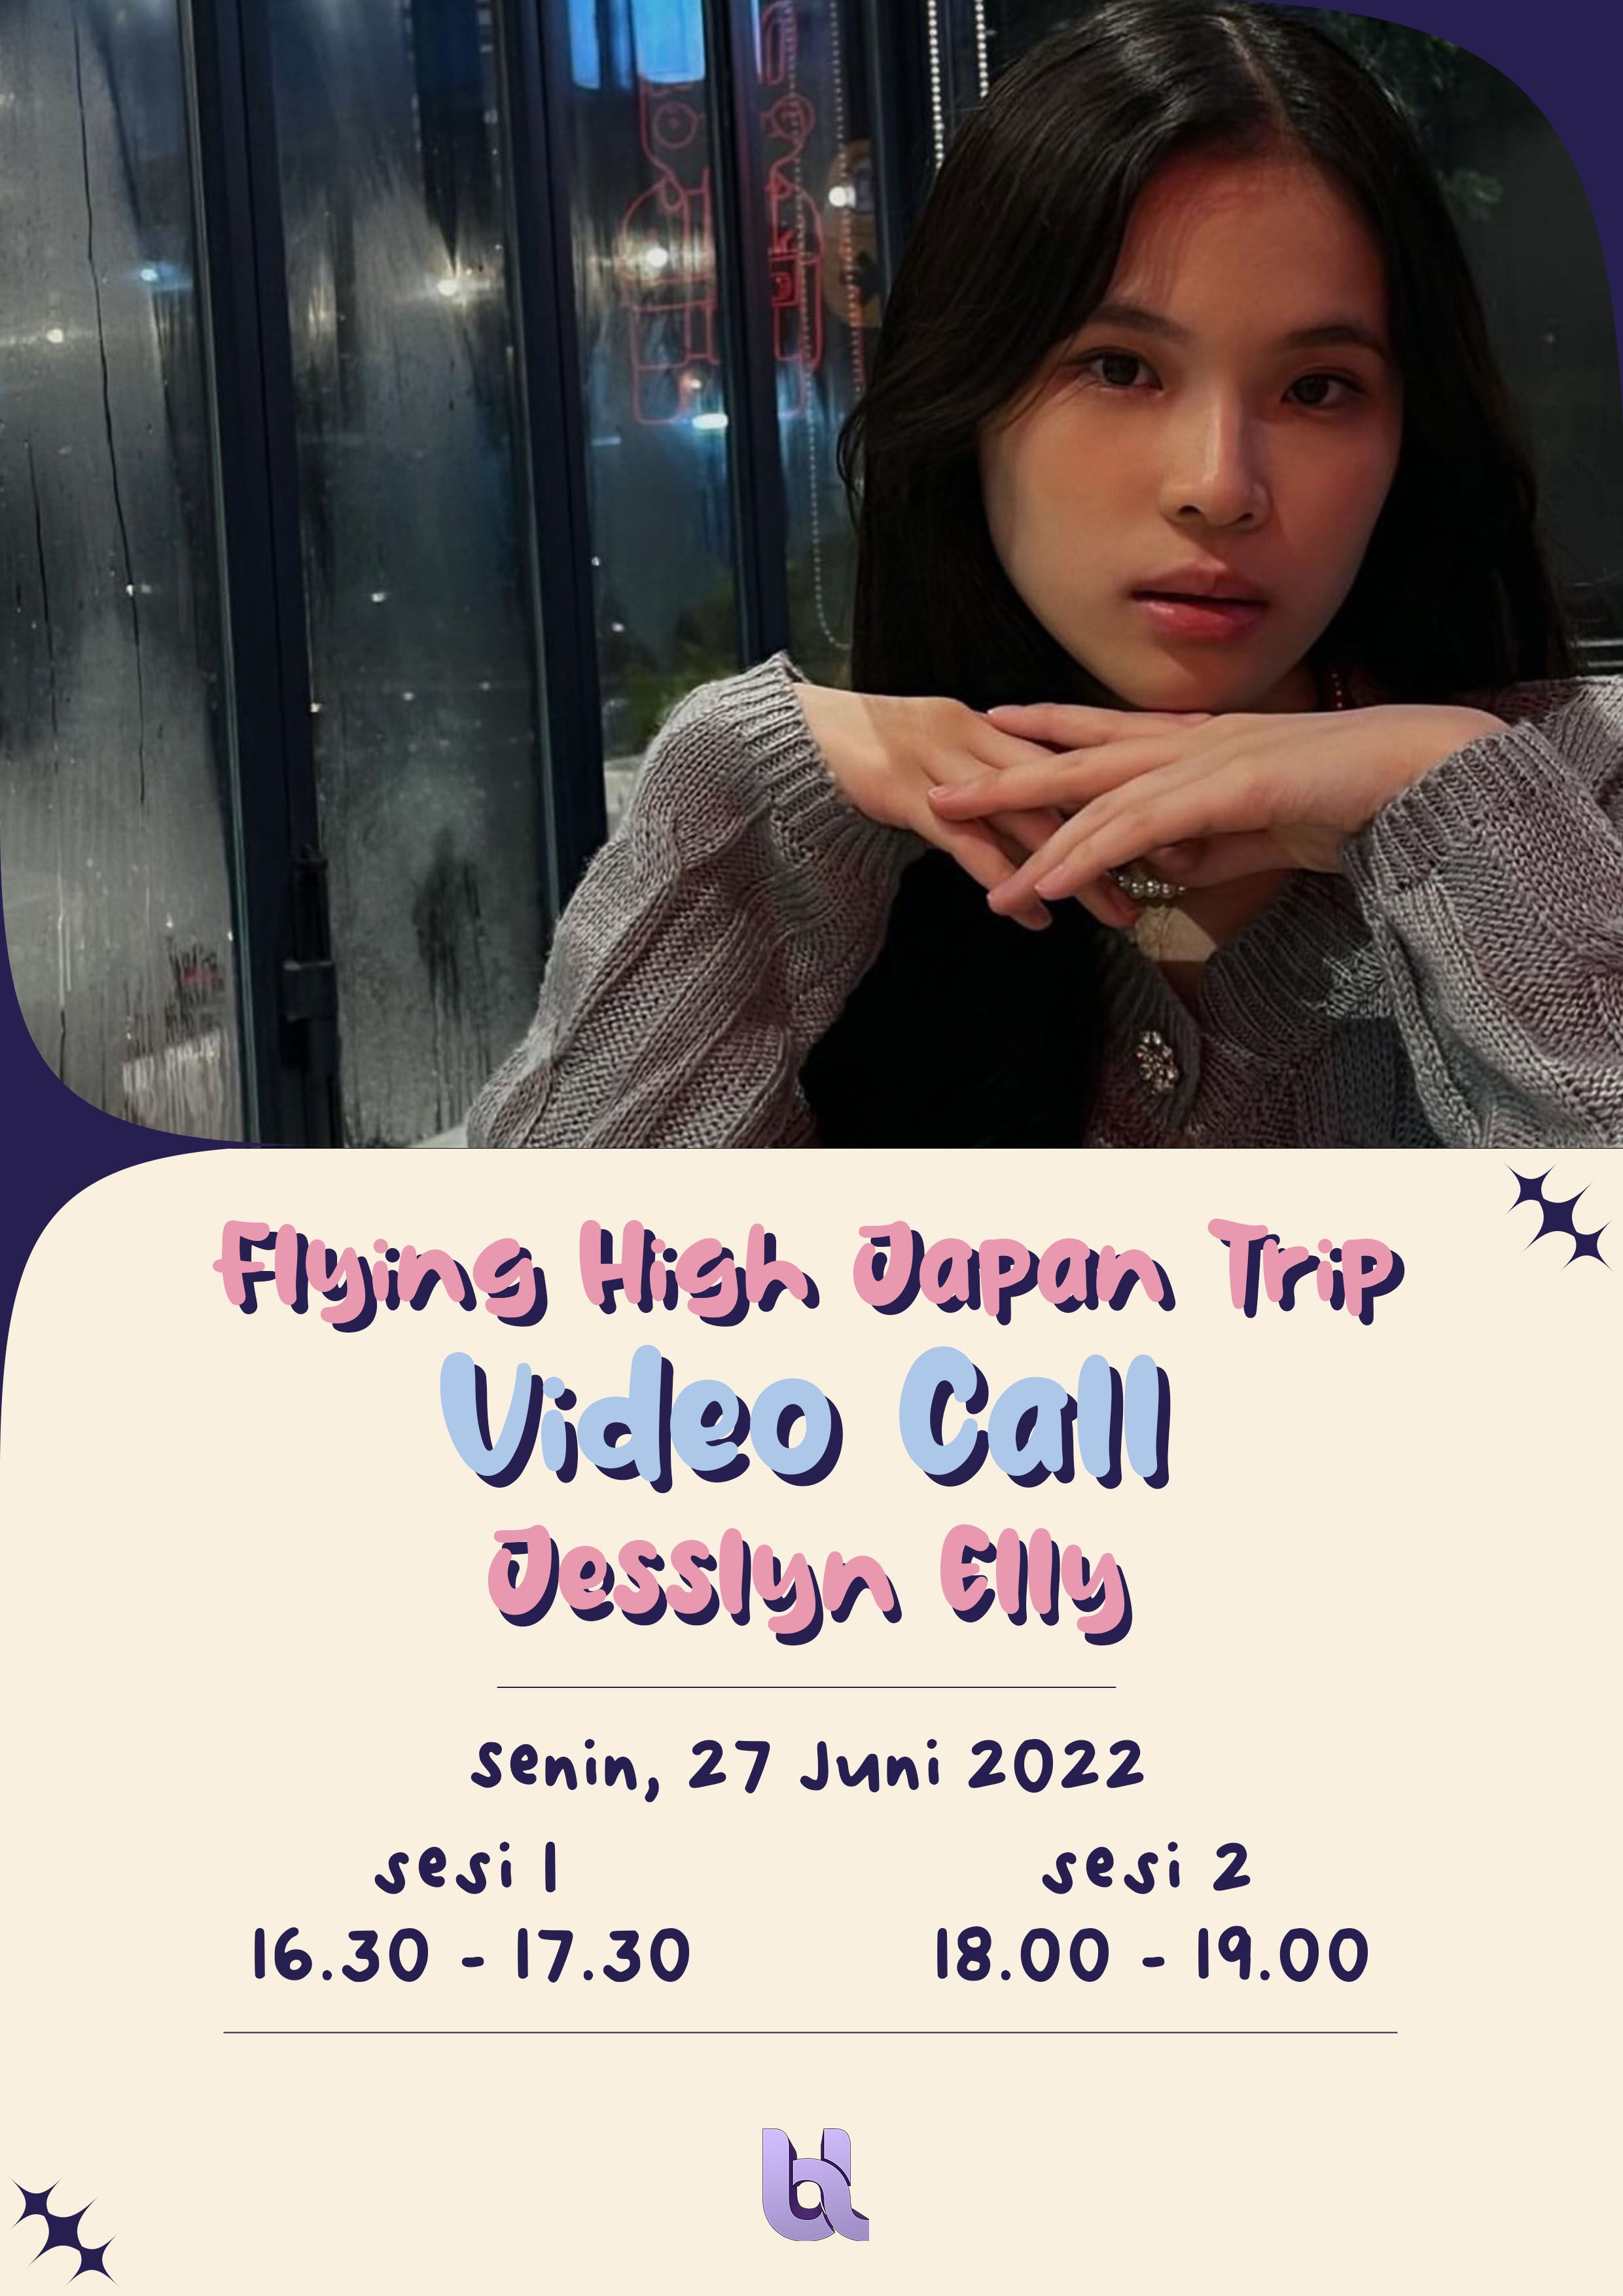 Flying High Japan Trip
Video Call
Jesslyn Elly
senin, 27 Juni 2022
sesi 1
16.30 - 17.30
sesi 2
18.00 - 19.00